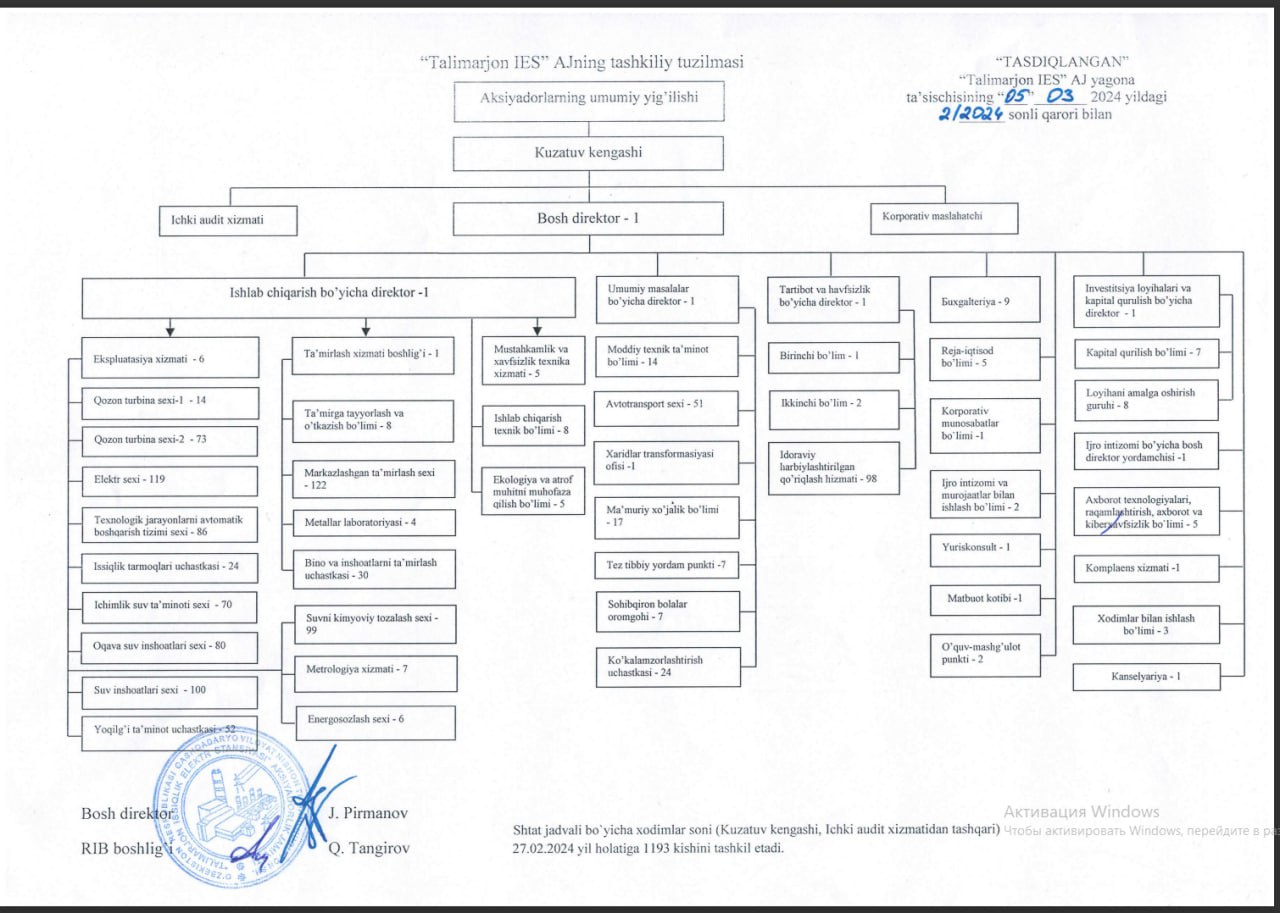 “Talimarjon IES” AJning tashkiliy tuzilmasi
“TASDIQLANGAN”
“Talimarjon IES” AJ yagona
ta’sischisining “05” 03 2024 yildagi
2/2024 sonli qarori bilan
Aksiyadorlarning umumiy yig’ilishi
Kuzatuv kengashi
Ichki audit xizmati
Bosh direktor - 1
Korporativ maslahatchi
Ishlab chiqarish bo’yicha direktor -1
Ekspluatasiya xizmati - 6
Qozon turbina sexi-1 - 14
Qozon turbina sexi-2 - 73
Elektr sexi - 119
Texnologik jarayonlarni avtomatik
boshqarish tizimi sexi - 86
Issiqlik tarmoqlari uchastkasi - 24
Ichimlik suv ta’minoti sexi - 70
Oqava suv inshoatlari sexi - 80
Suv inshoatlari sexi - 100
Yoqilg’i ta’minot uchastkasi - 52
Ta’mirlash xizmati boshlig’i - 1
Ta’mirga tayyorlash va
o’tkazish bo’limi - 8
Markazlashgan ta’mirlash sexi
- 122
Metallar laboratoriyasi - 4
Bino va inshoatlarni ta’mirlash
uchastkasi - 30
Suvni kimyoviy tozalash sexi -
99
Metrologiya xizmati - 7
Energosozlash sexi - 6
Mustahkamlik va
xavfsizlik texnika
xizmati - 5
Ishlab chiqarish
texnik bo’limi - 8
Ekologiya va atrof
muhitni muhofaza
qilish bo’limi - 5
Umumiy masalalar
bo’yicha direktor - 1
Moddiy texnik ta’minot
bo’limi - 14
Avtotransport sexi - 51
Xaridlar transformasiyasi
ofisi -1
Ma’muriy xo’jalik bo’limi
- 17
Tez tibbiy yordam punkti -7
Sohibqiron bolalar
oromgohi - 7
Ko’kalamzorlashtirish
uchastkasi - 24
Tartibot va havfsizlik
bo’yicha direktor - 1
Birinchi bo’lim - 1
Ikkinchi bo’lim - 2
Idoraviy
harbiylashtirilgan
qo’riqlash hizmati - 98
Buxgalteriya - 9
Reja-iqtisod
bo’limi - 5
Korporativ
munosabatlar
bo`limi -1
Ijro intizomi va
murojaatlar bilan
ishlash bo’limi - 2
Yuriskonsult - 1
Matbuot kotibi -1
O’quv-mashg’ulot
punkti - 2
Investitsiya loyihalari va
kapital qurulish bo’yicha
direktor - 1
Kapital qurilish bo’limi - 7
Loyihani amalga oshirish
guruhi - 8
Ijro intizomi bo’yicha bosh
direktor yordamchisi -1
Axborot texnologiyalari,
raqamlashtirish, axborot va
kiberxavfsizlik bo`limi - 5
Komplaens xizmati -1
Xodimlar bilan ishlash
bo’limi - 3
Kanselyariya - 1
Bosh direktor
J. Pirmanov
RIB boshlig’i
Q. Tangirov
Shtat jadvali bo`yicha xodimlar soni (Kuzatuv kengashi, Ichki audit xizmatidan tashqari)
27.02.2024 yil holatiga 1193 kishini tashkil etadi.
Активация Windows
Чтобы активировать Windows, перейдите в